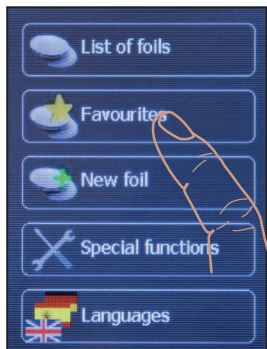 List of foils
Favourites
New foil
Special functions
Languages